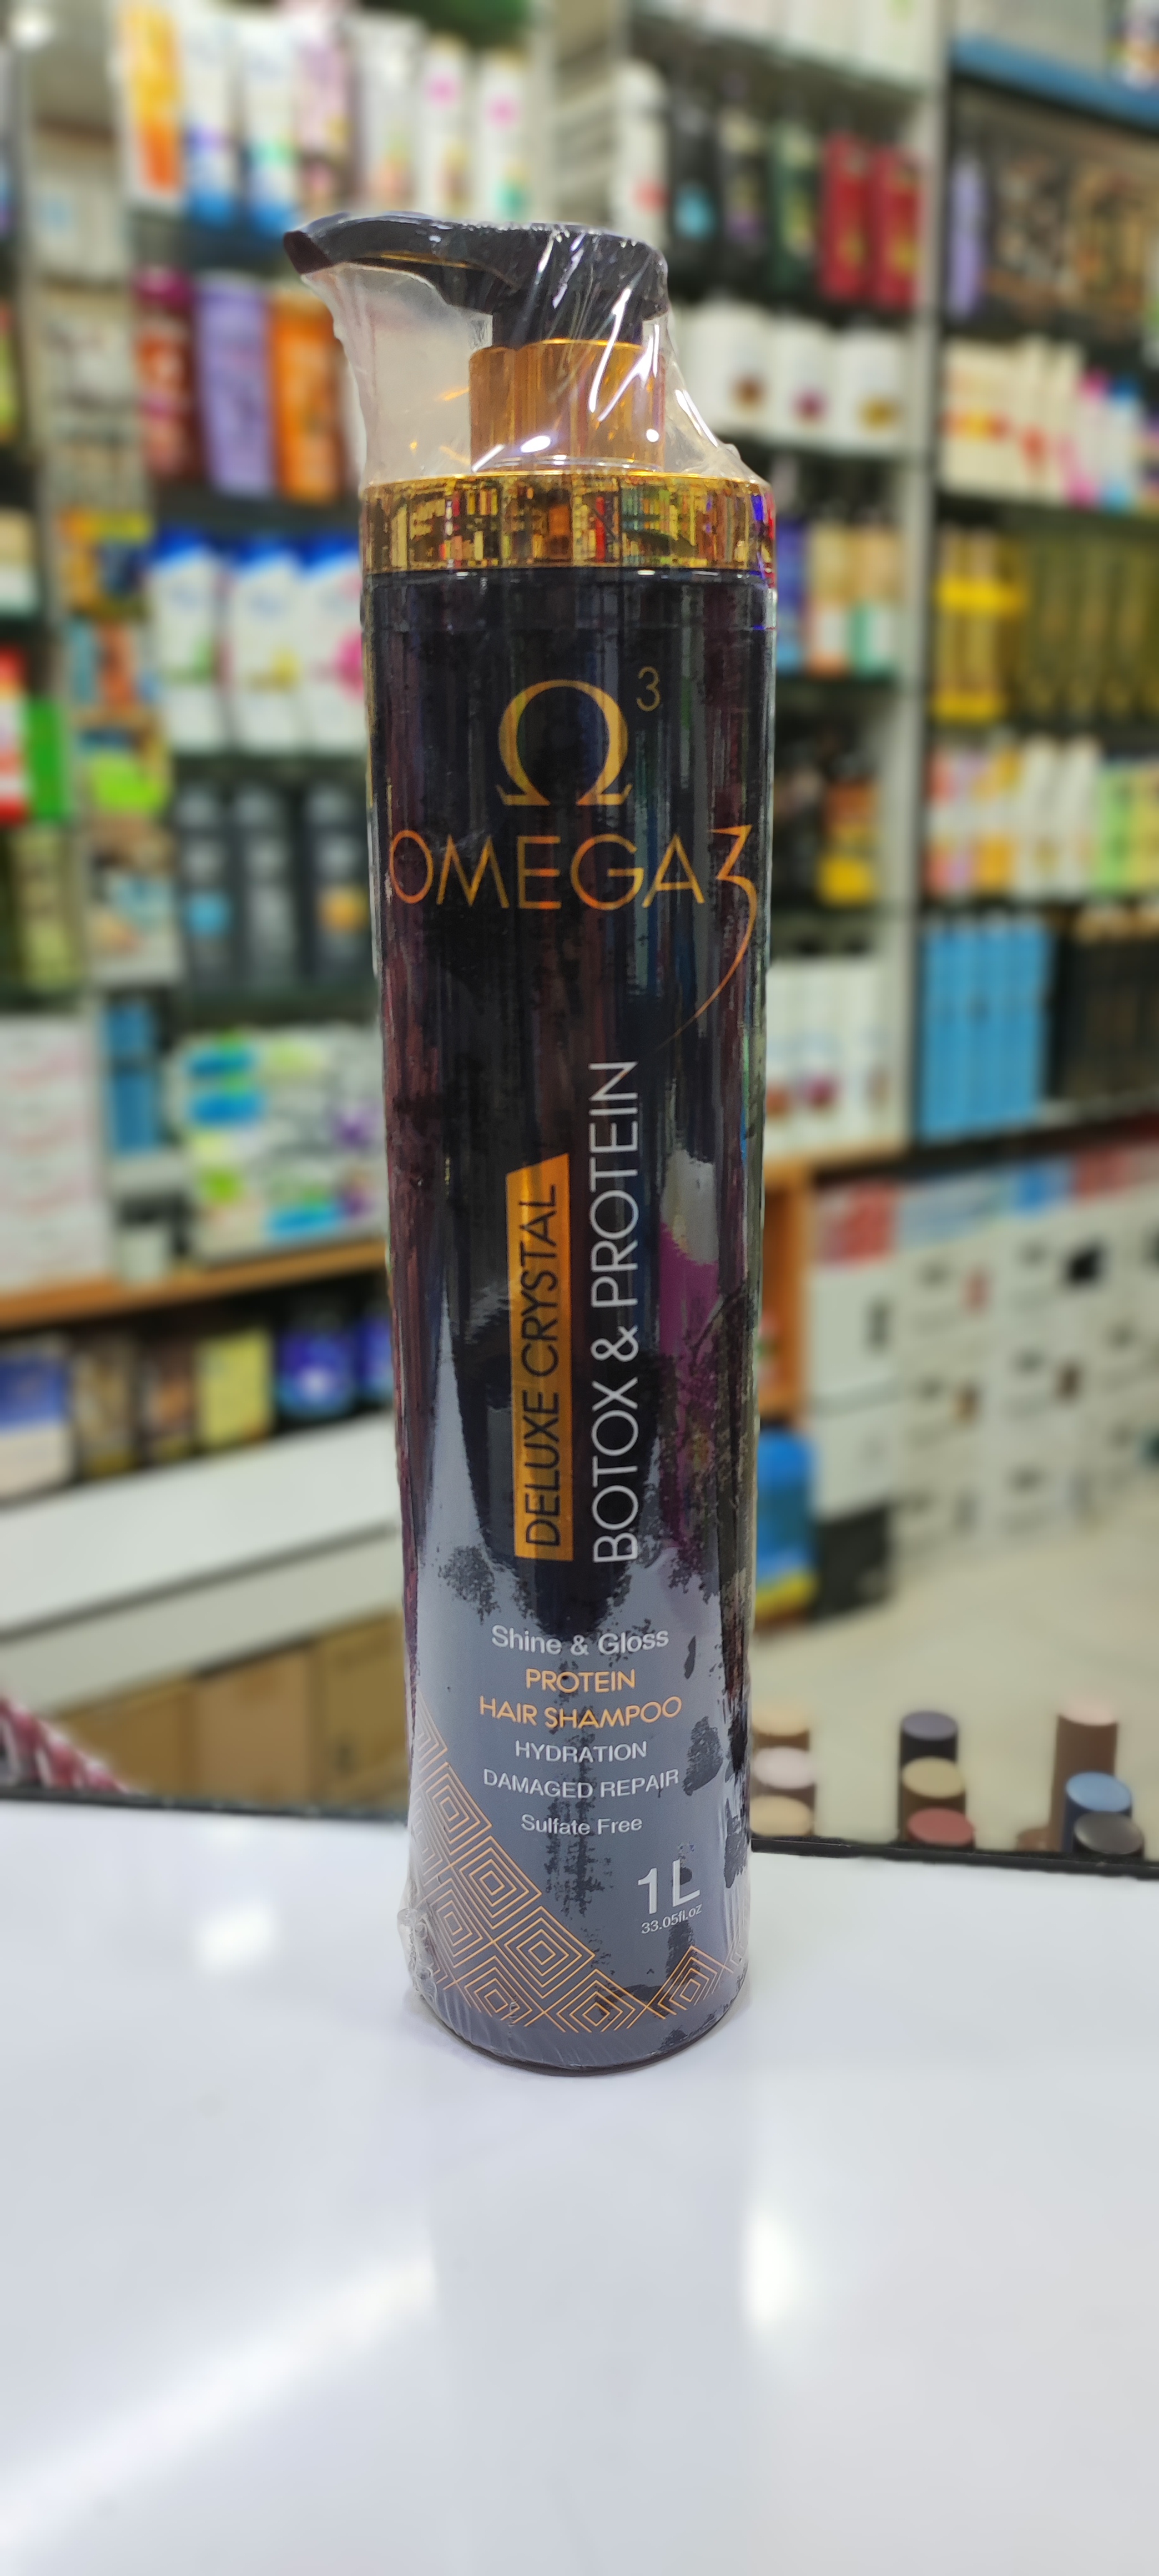 Ω³
OMEGA3
DELUXE CRYSTAL
BOTOX & PROTEIN
Shine & Gloss
PROTEIN
HAIR SHAMPOO
HYDRATION
DAMAGED REPAIR
Sulfate Free
1L
33.05fl.oz